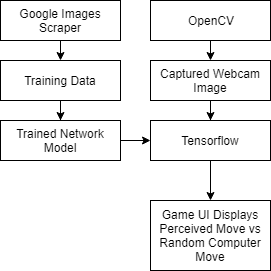 Google Images
Scraper
OpenCV
Training Data
Captured Webcam
Image
Trained Network
Model
Tensorflow
Game UI Displays
Perceived Move vs
Random Computer
Move